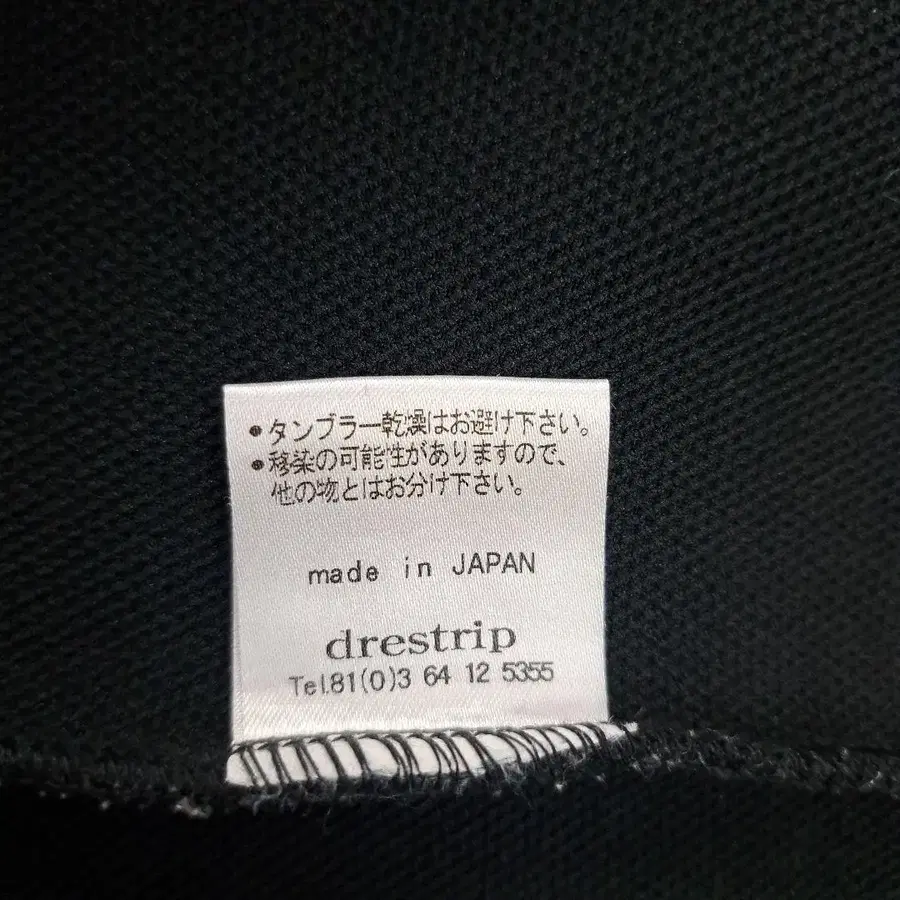 •タンブラー乾燥はお避け下さい。
•移染の可能性がありますので、
他の物とはお分け下さい。
made in JAPAN
drestrip
Tel.81(0)3 64 12 5355